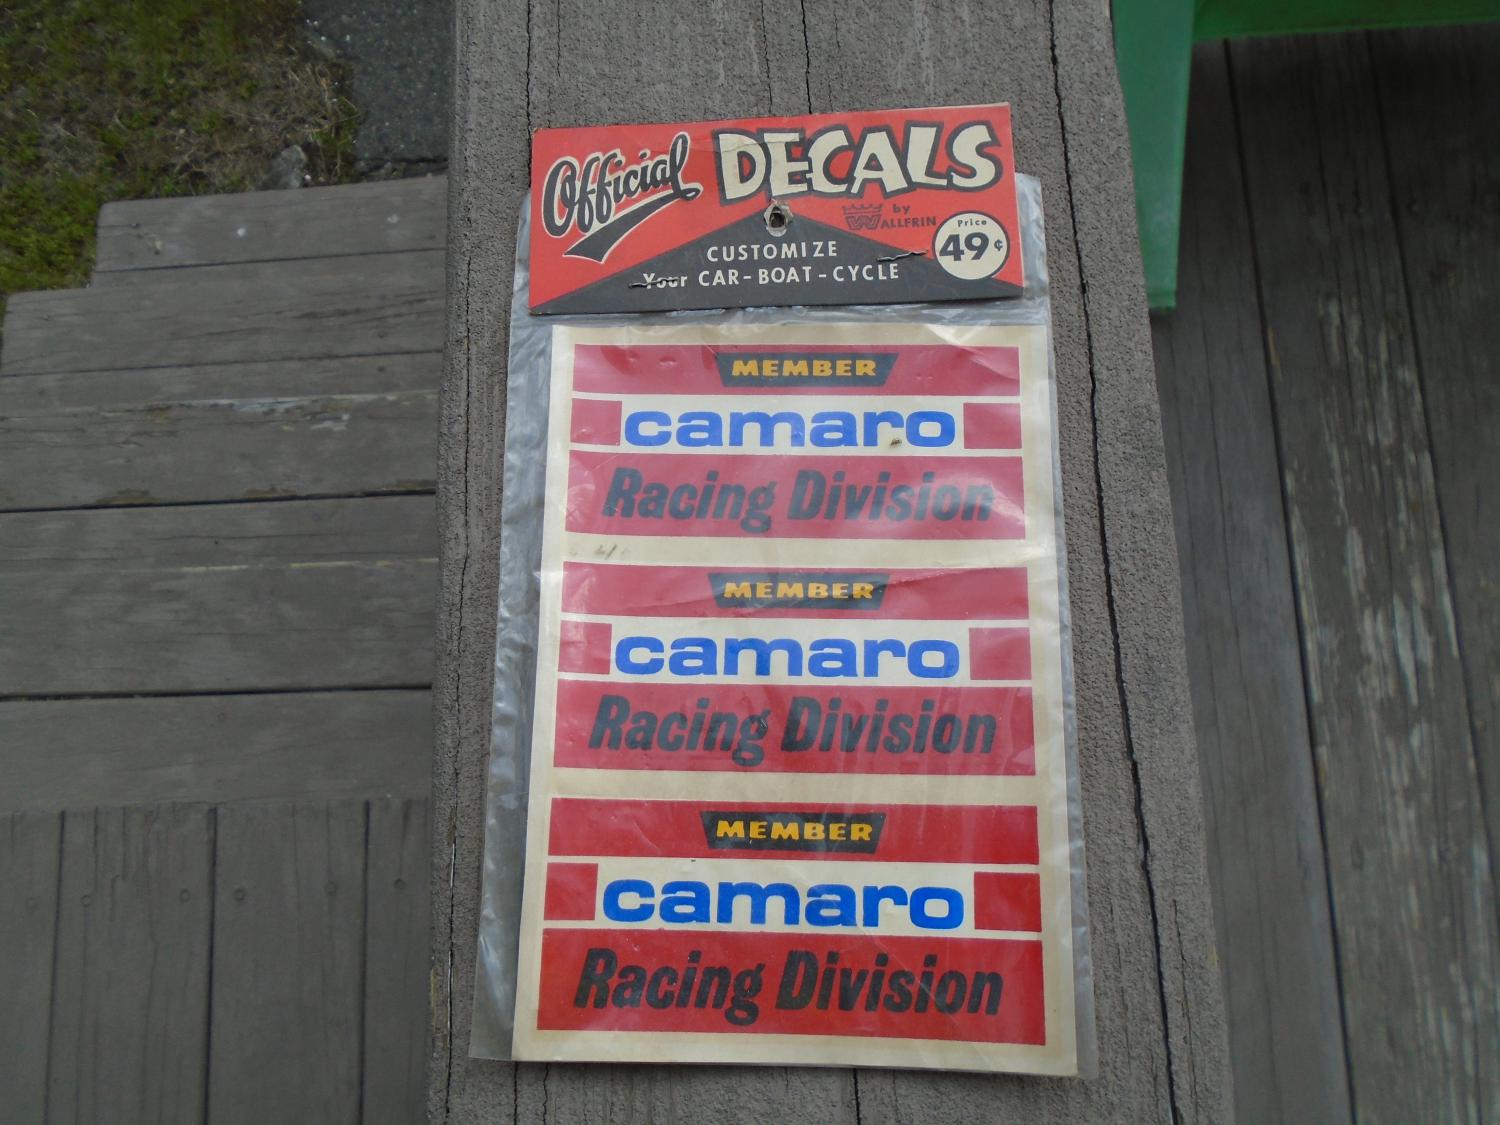 Official DECALS
by
WALLFRIN
Price
49¢
CUSTOMIZE
Your CAR-BOAT-CYCLE
MEMBER
camaro
Racing Division
MEMBER
camaro
Racing Division
MEMBER
camaro
Racing Division